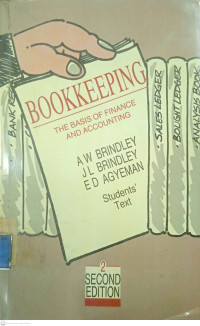 BOOKKEEPING
THE BASIS OF FINANCE
AND ACCOUNTING
A W BRINDLEY
J L BRINDLEY
E D AGYEMAN
Students'
Text
2
SECOND
EDITION
BANK
SALES LEDGER
BOUGHT LEDGER
ANALYSIS BOOK